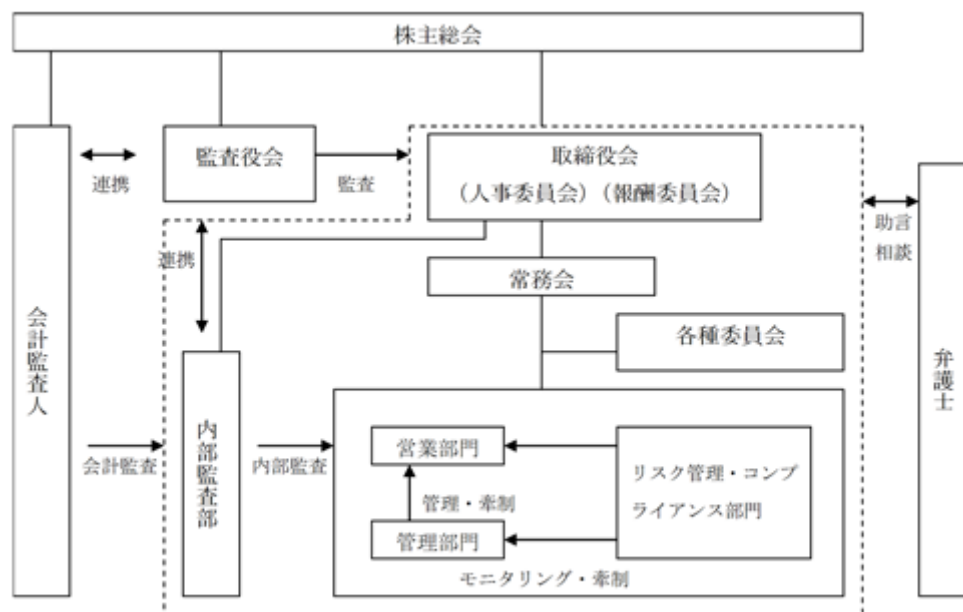 株主総会
監査役会
取締役会
（人事委員会）（報酬委員会）
連携
監査
助言
相談
連携
常務会
各種委員会
会計監査人
弁護士
内部監査部
会計監査
内部監査
営業部門
リスク管理・コンプ
ライアンス部門
管理・牽制
管理部門
モニタリング・牽制